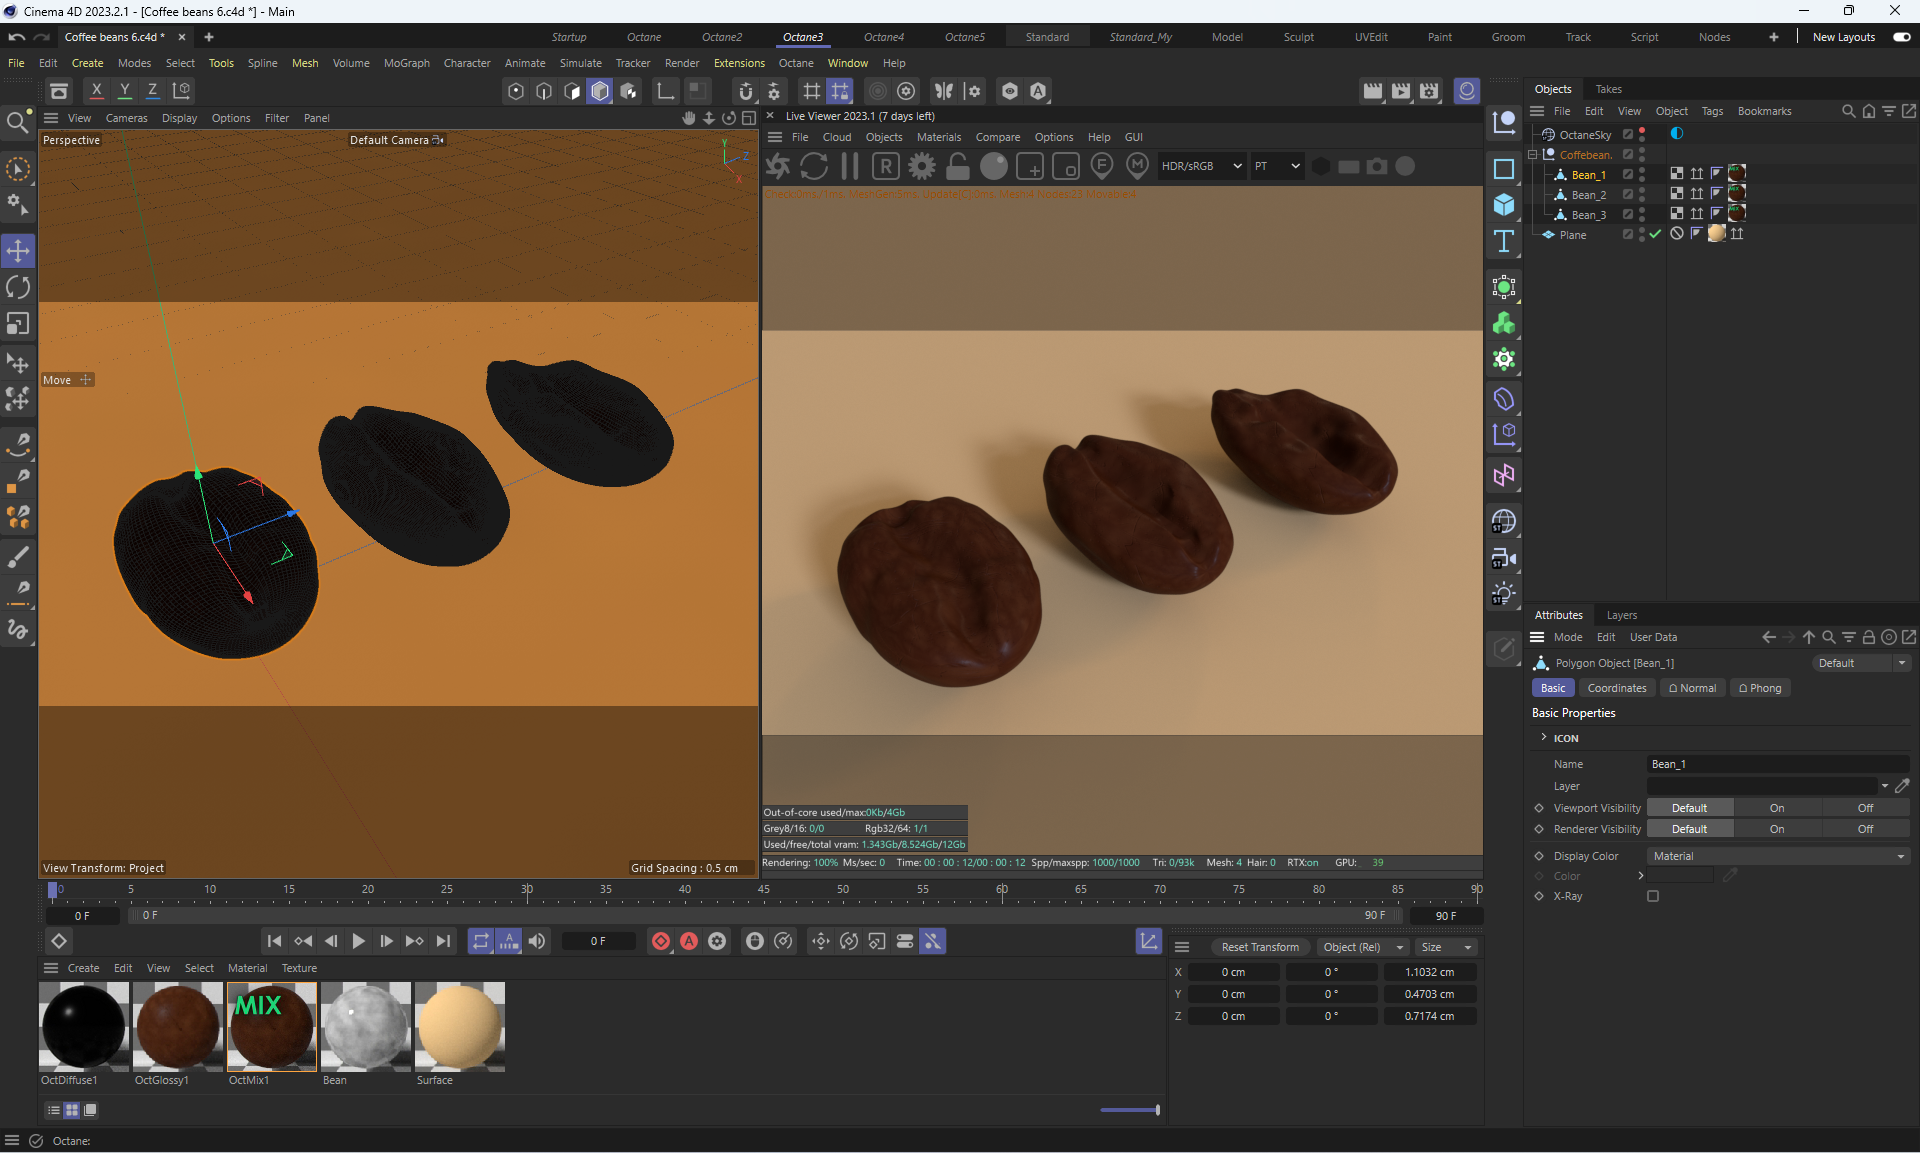 Cinema 4D 2023.2.1 - [Coffee beans 6.c4d *] - Main
Coffee beans 6.c4d *
Startup Octane Octane2 Octane3 Octane4 Octane5 Standard Standard_My Model Sculpt UVEdit Paint Groom Track Script Nodes New Layouts
File Edit Create Modes Select Tools Spline Mesh Volume MoGraph Character Animate Simulate Tracker Render Extensions Octane Window Help
X Y Z
Objects Takes
File Edit View Object Tags Bookmarks
View Cameras Display Options Filter Panel
Live Viewer 2023.1 (7 days left)
File Cloud Objects Materials Compare Options Help GUI
HDR/sRGB PT
Perspective
Default Camera
Check:0ms./1ms. MeshGen:5ms. Update[C]:0ms. Mesh:4 Nodes:23 Movable:4
OctaneSky
Coffebean.
Bean_1
Bean_2
Bean_3
Plane
Move
Attributes Layers
Mode Edit User Data
Polygon Object [Bean_1]
Default
Basic Coordinates Normal Phong
Basic Properties
ICON
Name Bean_1
Layer
Viewport Visibility Default On Off
Renderer Visibility Default On Off
Display Color Material
Color
X-Ray
Out-of-core used/max:0Kb/4Gb
Grey8/16: 0/0 Rgb32/64: 1/1
Used/free/total vram: 1.343Gb/8.524Gb/12Gb
Rendering: 100% Ms/sec: 0 Time: 00 : 00 : 12/00 : 00 : 12 Spp/maxspp: 1000/1000 Tri: 0/93k Mesh: 4 Hair: 0 RTX:on GPU: 39
View Transform: Project
Grid Spacing : 0.5 cm
0 5 10 15 20 25 30 35 40 45 50 55 60 65 70 75 80 85 90
0 F 0 F 90 F 90 F
0 F
Reset Transform Object (Rel) Size
X 0 cm 0 ° 1.1032 cm
Y 0 cm 0 ° 0.4703 cm
Z 0 cm 0 ° 0.7174 cm
Create Edit View Select Material Texture
MIX
OctDiffuse1 OctGlossy1 OctMix1 Bean Surface
Octane: